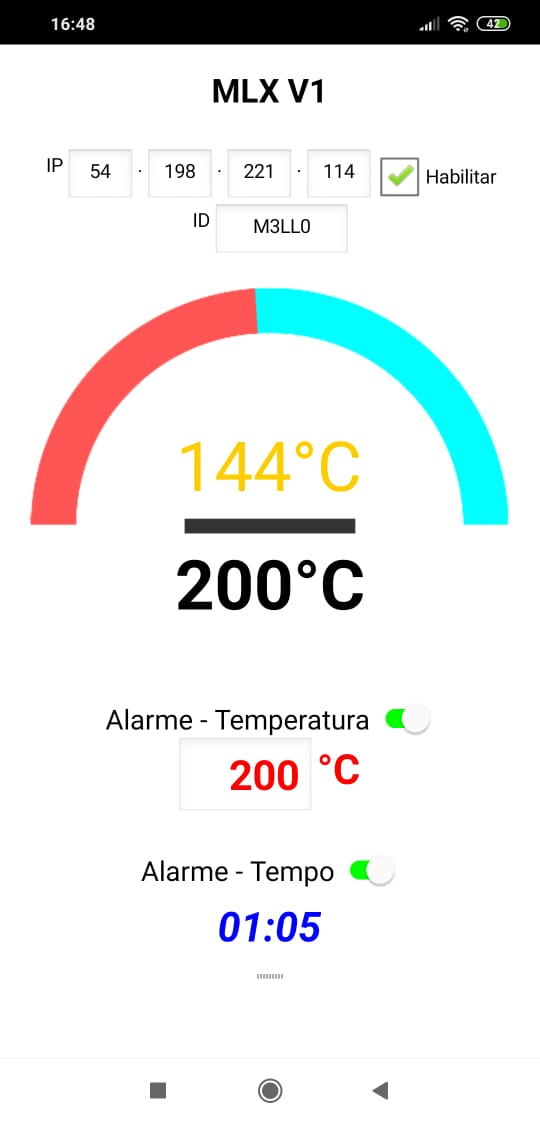 16:48
42
MLX V1
IP 54 . 198 . 221 . 114 Habilitar
ID M3LL0
144°C
200°C
Alarme - Temperatura
200 °C
Alarme - Tempo
01:05